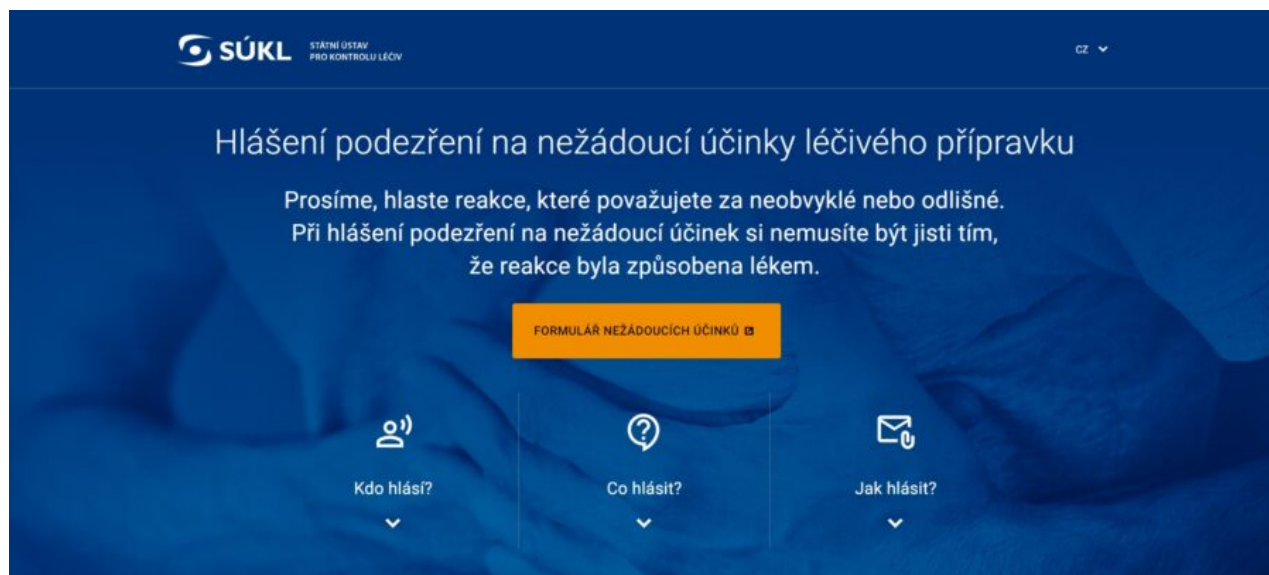 SÚKL
STÁTNÍ ÚSTAV
PRO KONTROLU LÉČIV
CZ
Hlášení podezření na nežádoucí účinky léčivého přípravku
Prosíme, hlaste reakce, které považujete za neobvyklé nebo odlišné.
Při hlášení podezření na nežádoucí účinek si nemusíte být jisti tím,
že reakce byla způsobena lékem.
FORMULÁŘ NEŽÁDOUCÍCH ÚČINKŮ
Kdo hlásí?
Co hlásit?
Jak hlásit?